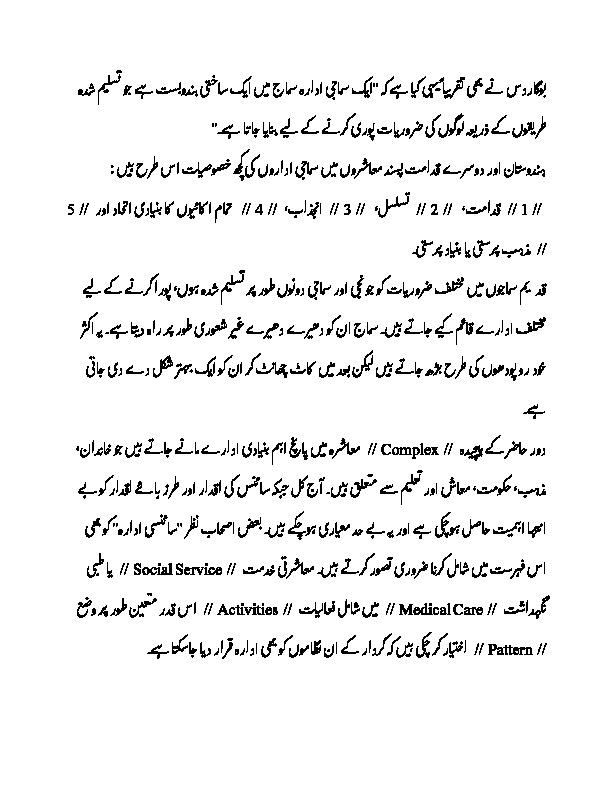 بوگاردس نے بھی تقریباً یہی کہا ہے کہ "ایک سماجی ادارہ سماج میں ایک ساختی بندوبست ہے جو تسلیم شدہ
طریقوں کے ذریعہ لوگوں کی ضروریات پوری کرنے کے لیے بنایا جاتا ہے۔"
ہندوستان اور دوسرے قدامت پسند معاشروں میں سماجی اداروں کی کچھ خصوصیات اس طرح ہیں :
// 1 // قدامت، // 2 // تسلسل، // 3 // انجذاب، // 4 // تمام اکائیوں کا بنیادی اتحاد اور // 5
// مذہب پرستی یا بنیاد پرستی۔
قدیم سماجوں میں مختلف ضروریات کو جو نجی اور سماجی دونوں طور پر تسلیم شدہ ہوں، پورا کرنے کے لیے
مختلف ادارے قائم کیے جاتے ہیں۔ سماج ان کو دھیرے دھیرے غیر شعوری طور پر راہ دیتا ہے۔ یہ اکثر
خود رو پودھوں کی طرح بڑھ جاتے ہیں لیکن بعد میں کاٹ چھانٹ کر ان کو ایک بہتر شکل دے دی جاتی
ہے۔
دور حاضر کے پیچیدہ // Complex // معاشرہ میں پانچ اہم بنیادی ادارے مانے جاتے ہیں جو خاندان،
مذہب، حکومت، معاش اور تعلیم سے متعلق ہیں۔ آج کل جبکہ سائنس کی اقدار اور طرز ہائے اقدار کو بے
انتہا اہمیت حاصل ہوچکی ہے اور یہ بے حد معیاری ہوچکے ہیں۔ بعض اصحاب نظر "سائنسی ادارہ" کو بھی
اس فہرست میں شامل کرنا ضروری تصور کرتے ہیں۔ معاشرتی خدمت // Social Service // یا طبی
نگہداشت // Medical Care // میں شامل فعالیات // Activities // اس قدر متعین طور پر وضع
// Pattern // اختیار کر چکی ہیں کہ کردار کے ان نظاموں کو بھی ادارہ قرار دیا جاسکتا ہے۔